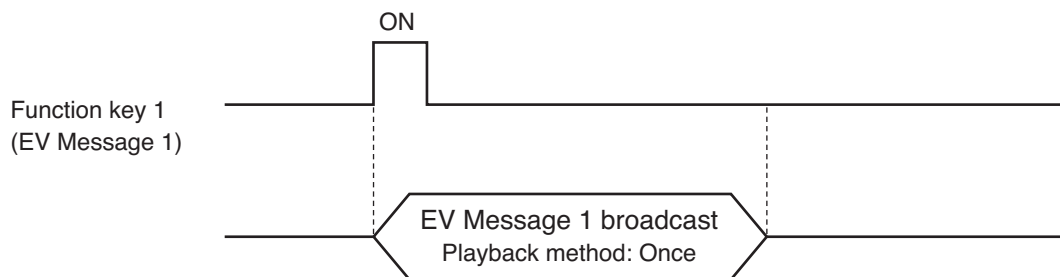 ON
Function key 1
(EV Message 1)
EV Message 1 broadcast
Playback method: Once